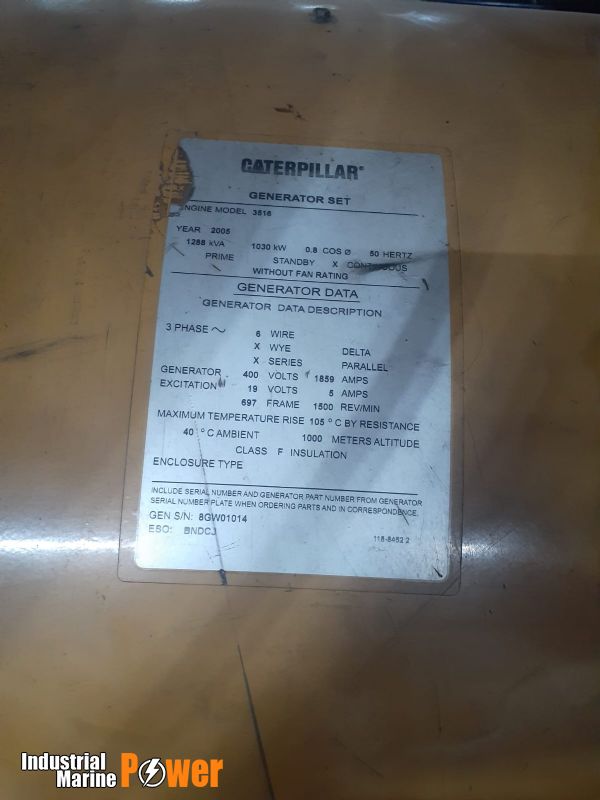 CATERPILLAR®
GENERATOR SET
ENGINE MODEL 3516
YEAR 2005
1288 kVA 1030 kW 0.8 COS Ø 50 HERTZ
PRIME STANDBY X CONTINUOUS
WITHOUT FAN RATING
GENERATOR DATA
GENERATOR DATA DESCRIPTION
3 PHASE ~ 6 WIRE
X WYE DELTA
X SERIES PARALLEL
GENERATOR 400 VOLTS 1859 AMPS
EXCITATION 19 VOLTS 5 AMPS
697 FRAME 1500 REV/MIN
MAXIMUM TEMPERATURE RISE 105 °C BY RESISTANCE
40 °C AMBIENT 1000 METERS ALTITUDE
CLASS F INSULATION
ENCLOSURE TYPE
INCLUDE SERIAL NUMBER AND GENERATOR PART NUMBER FROM GENERATOR
SERIAL NUMBER PLATE WHEN ORDERING PARTS AND IN CORRESPONDENCE.
GEN S/N: 8GW01014
ESO: BNDCJ
118-8452 2
Industrial
Marine Power